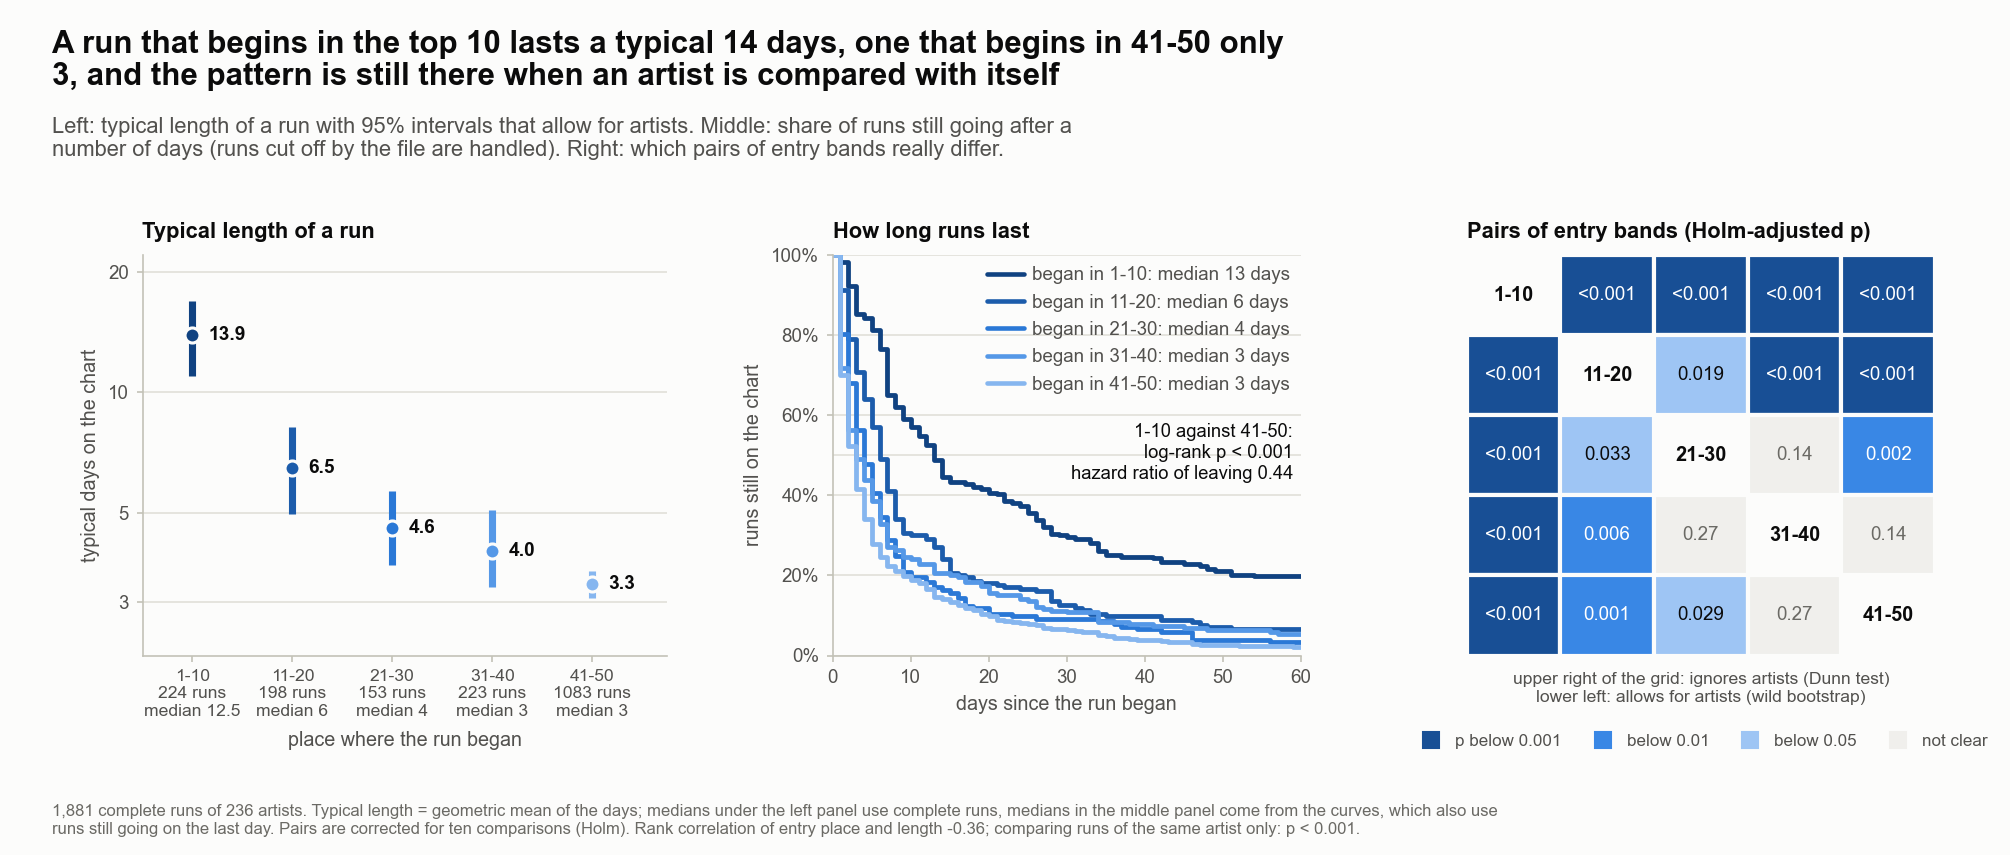 A run that begins in the top 10 lasts a typical 14 days, one that begins in 41-50 only
3, and the pattern is still there when an artist is compared with itself
Left: typical length of a run with 95% intervals that allow for artists. Middle: share of runs still going after a
number of days (runs cut off by the file are handled). Right: which pairs of entry bands really differ.
Typical length of a run
typical days on the chart
20
10
5
3
13.9
6.5
4.6
4.0
3.3
1-10
224 runs
median 12.5
11-20
198 runs
median 6
21-30
153 runs
median 4
31-40
223 runs
median 3
41-50
1083 runs
median 3
place where the run began
How long runs last
runs still on the chart
100%
80%
60%
40%
20%
0%
began in 1-10: median 13 days
began in 11-20: median 6 days
began in 21-30: median 4 days
began in 31-40: median 3 days
began in 41-50: median 3 days
1-10 against 41-50:
log-rank p < 0.001
hazard ratio of leaving 0.44
0 10 20 30 40 50 60
days since the run began
Pairs of entry bands (Holm-adjusted p)
1-10 <0.001 <0.001 <0.001 <0.001
<0.001 11-20 0.019 <0.001 <0.001
<0.001 0.033 21-30 0.14 0.002
<0.001 0.006 0.27 31-40 0.14
<0.001 0.001 0.029 0.27 41-50
upper right of the grid: ignores artists (Dunn test)
lower left: allows for artists (wild bootstrap)
p below 0.001 below 0.01 below 0.05 not clear
1,881 complete runs of 236 artists. Typical length = geometric mean of the days; medians under the left panel use complete runs, medians in the middle panel come from the curves, which also use
runs still going on the last day. Pairs are corrected for ten comparisons (Holm). Rank correlation of entry place and length -0.36; comparing runs of the same artist only: p < 0.001.